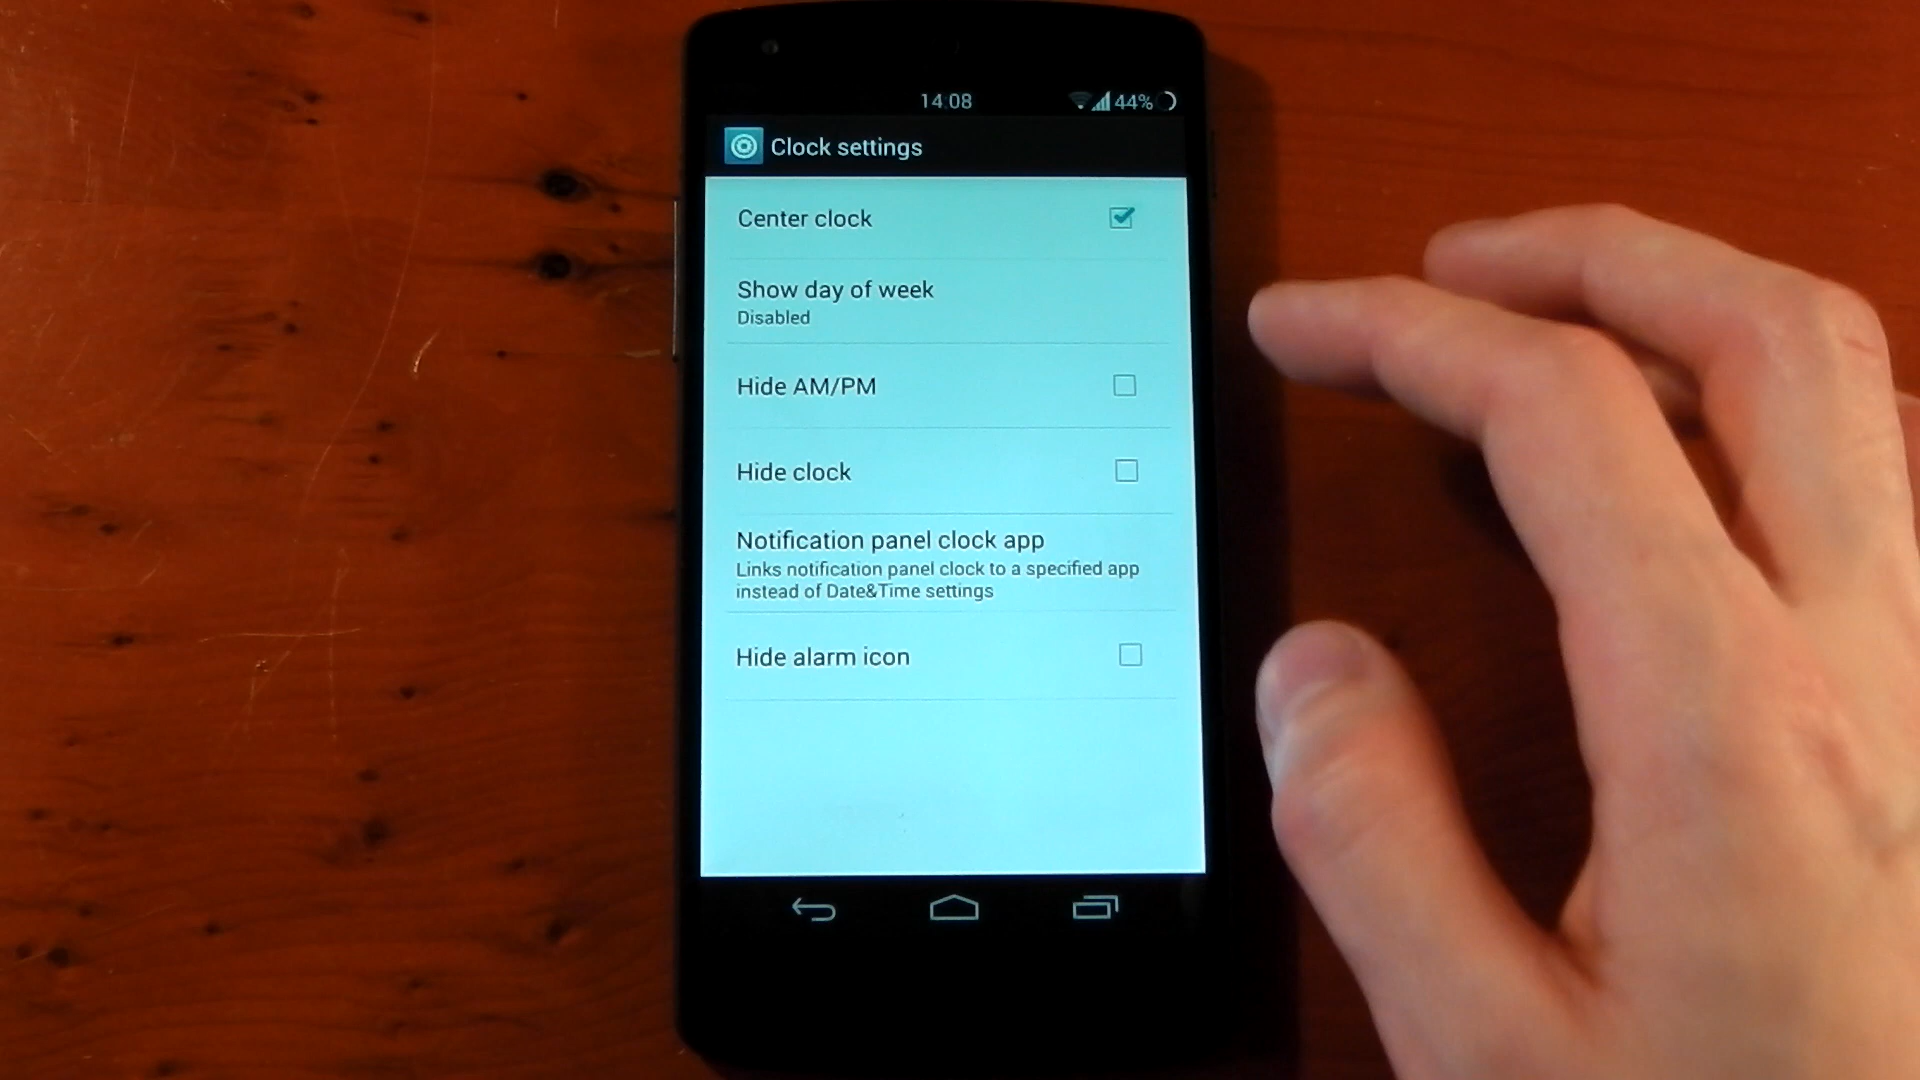 14:08 44%
Clock settings
Center clock
Show day of week
Disabled
Hide AM/PM
Hide clock
Notification panel clock app
Links notification panel clock to a specified app
instead of Date&Time settings
Hide alarm icon